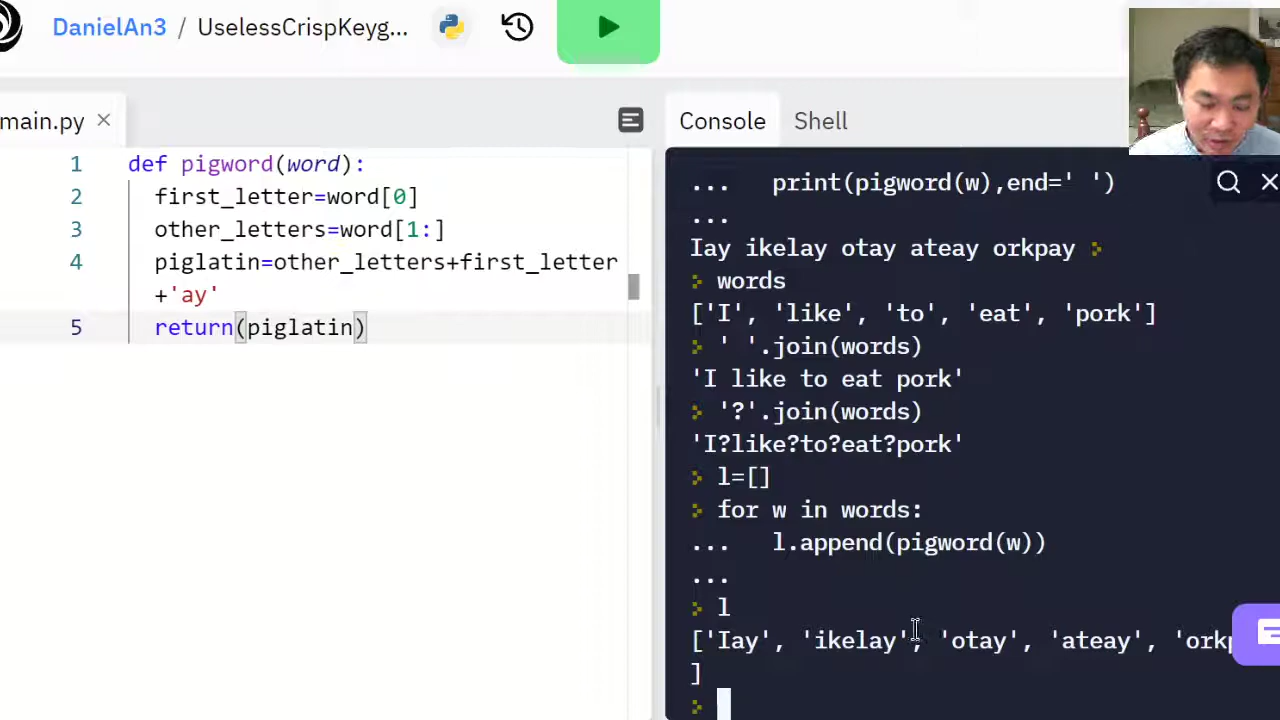 DanielAn3 / UselessCrispKeyg...
main.py ×
Console Shell
1 def pigword(word):
2 first_letter=word[0]
3 other_letters=word[1:]
4 piglatin=other_letters+first_letter
+'ay'
5 return(piglatin)
... print(pigword(w),end=' ')
...
Iay ikelay otay ateay orkpay
words
['I', 'like', 'to', 'eat', 'pork']
' '.join(words)
'I like to eat pork'
'?'.join(words)
'I?like?to?eat?pork'
l=[]
for w in words:
... l.append(pigword(w))
...
l
['Iay', 'ikelay', 'otay', 'ateay', 'orkp
]